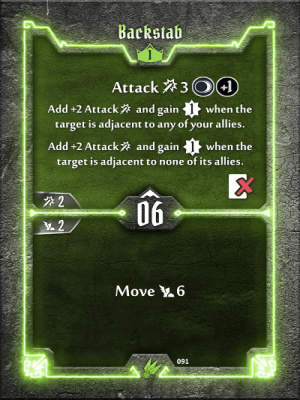 Backstab
1
Attack 3 +1
Add +2 Attack and gain 1 when the
target is adjacent to any of your allies.
Add +2 Attack and gain 1 when the
target is adjacent to none of its allies.
2
06
2
Move 6
091